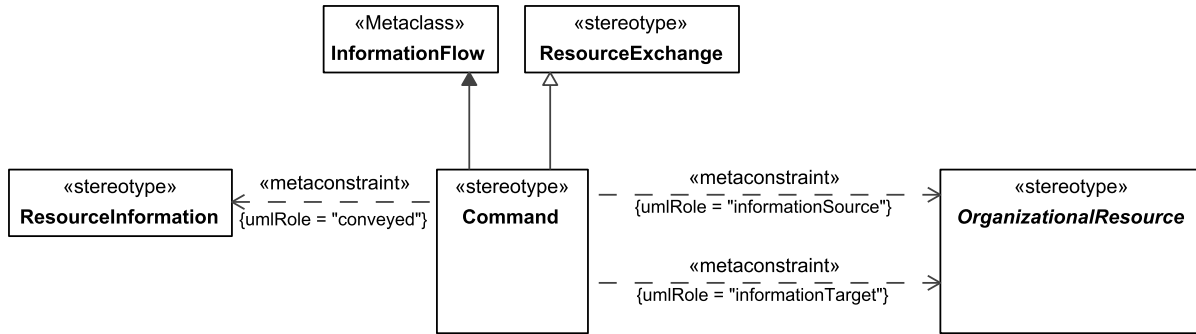 «Metaclass»
InformationFlow
«stereotype»
ResourceExchange
«stereotype»
ResourceInformation
«metaconstraint»
{umlRole = "conveyed"}
«stereotype»
Command
«metaconstraint»
{umlRole = "informationSource"}
«metaconstraint»
{umlRole = "informationTarget"}
«stereotype»
OrganizationalResource